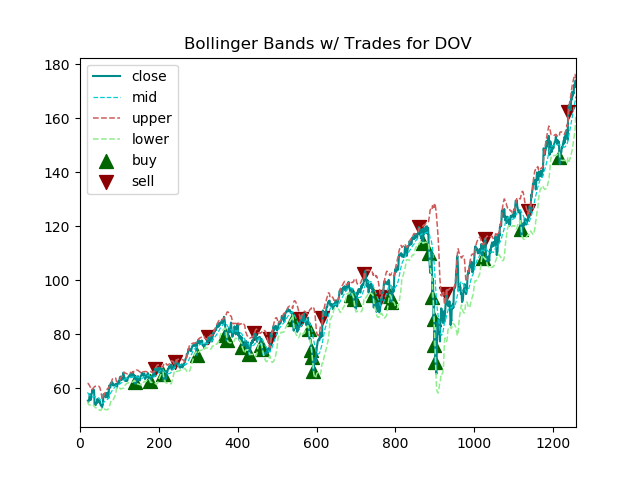 Bollinger Bands w/ Trades for DOV
close
mid
upper
lower
buy
sell
180
160
140
120
100
80
60
0 200 400 600 800 1000 1200